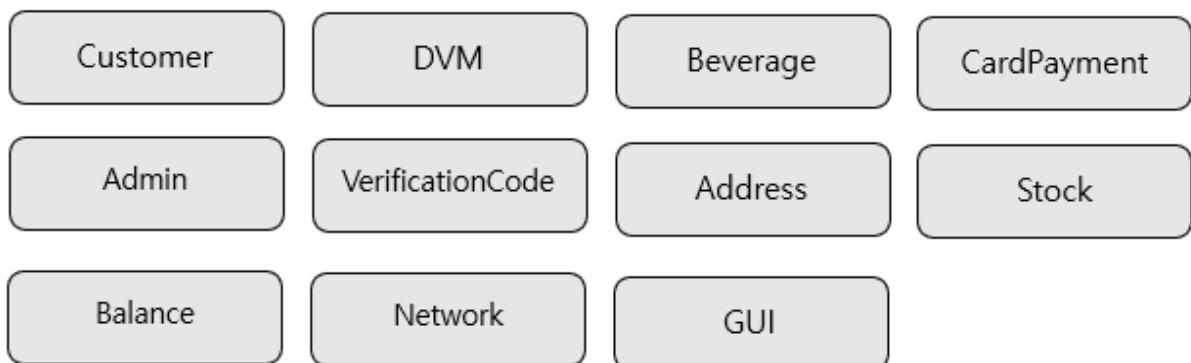 Customer
DVM
Beverage
CardPayment
Admin
VerificationCode
Address
Stock
Balance
Network
GUI